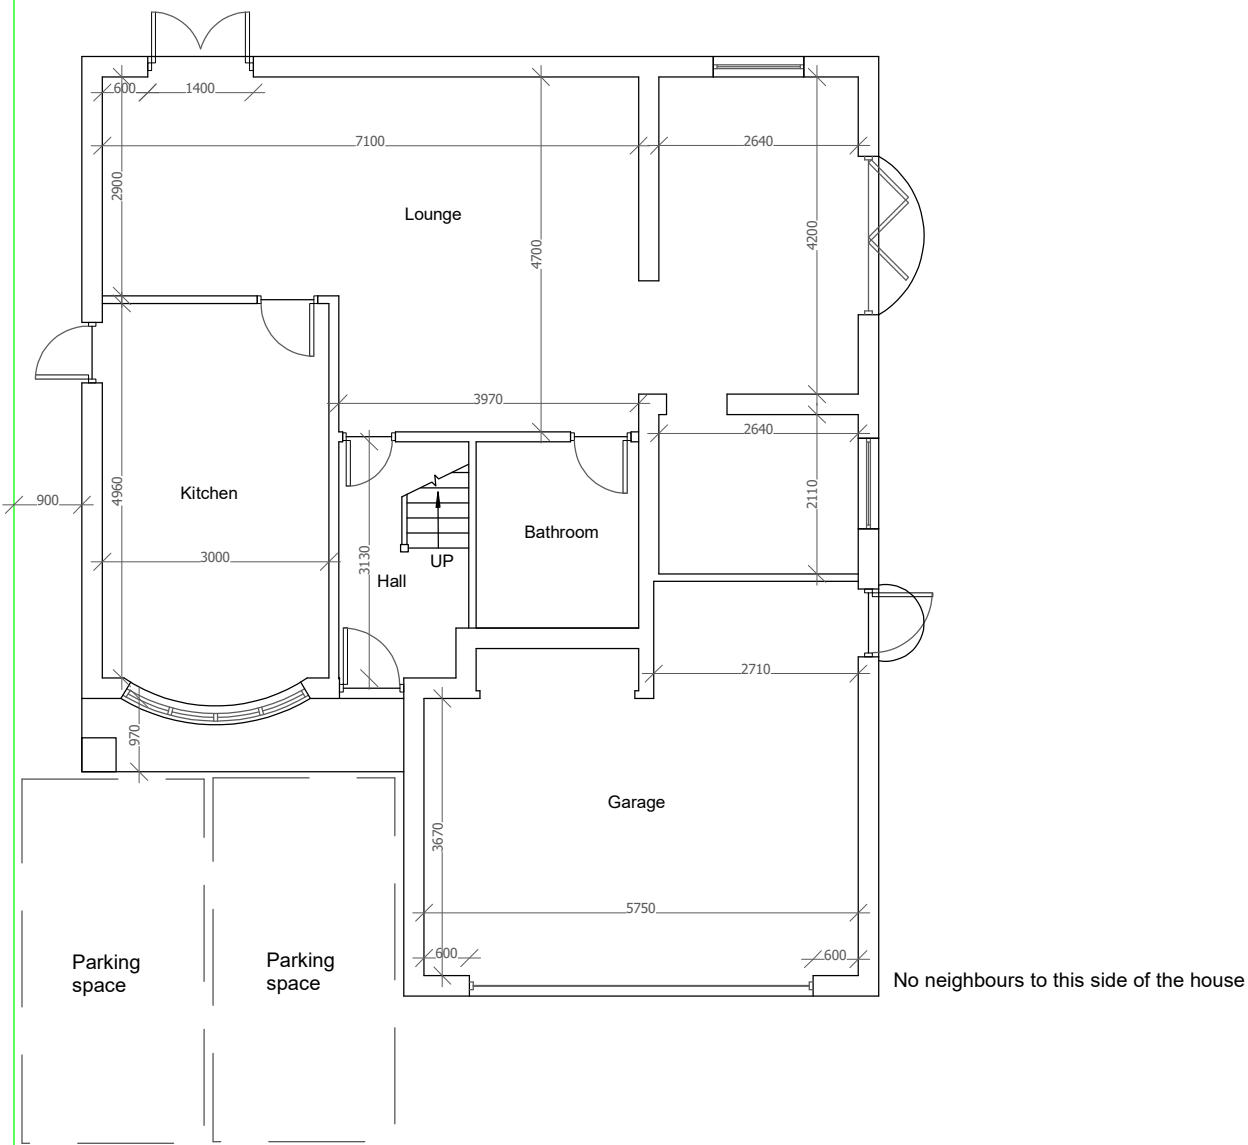 600
1400
7100
2640
2900
Lounge
4700
4200
3970
2640
4960
Kitchen
900
2110
Bathroom
3000
3130
UP
Hall
2710
970
Garage
3670
5750
600
600
Parking
space
Parking
space
No neighbours to this side of the house